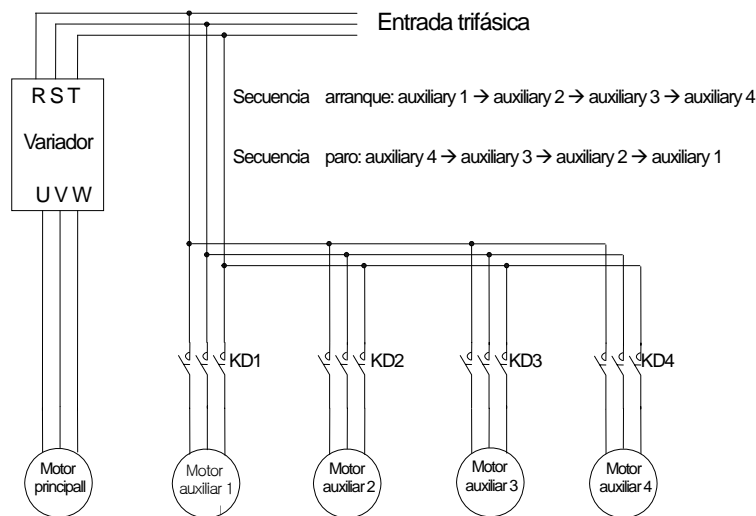 Entrada trifásica
R S T
Variador
U V W
Secuencia arranque: auxiliary 1 → auxiliary 2 → auxiliary 3 → auxiliary 4
Secuencia paro: auxiliary 4 → auxiliary 3 → auxiliary 2 → auxiliary 1
KD1
KD2
KD3
KD4
Motor
principall
Motor
auxiliar 1
Motor
auxiliar 2
Motor
auxiliar 3
Motor
auxiliar 4